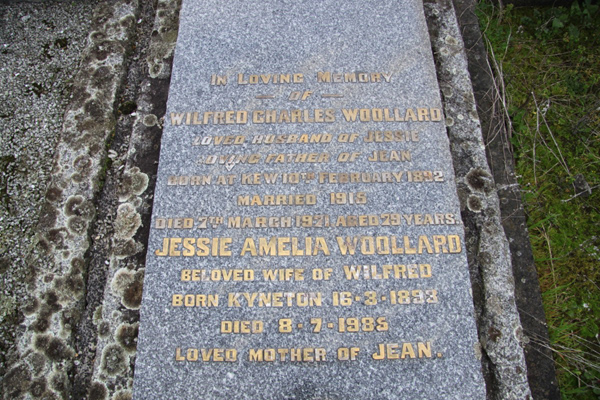 IN LOVING MEMORY
OF
WILFRED CHARLES WOOLLARD
LOVED HUSBAND OF JESSIE
LOVING FATHER OF JEAN
BORN AT KEW 10TH FEBRUARY 1892
MARRIED 1915
DIED 7TH MARCH 1971, AGED 79 YEARS.
JESSIE AMELIA WOOLLARD
BELOVED WIFE OF WILFRED
BORN KYNETON 16-3-1893
DIED 8-7-1985
LOVED MOTHER OF JEAN.